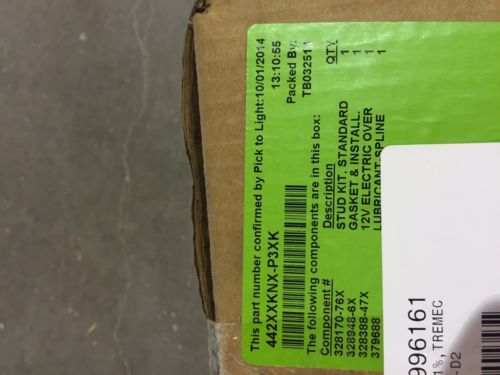 This part number confirmed by Pick to Light:10/01/2014
13:10:55
442XXKNX-P3XK
Packed By:
TB032511
The following components are in this box:
Component # Description QTY
328170-76X STUD KIT, STANDARD 1
328948-6X GASKET & INSTALL. 1
328388-47X 12V ELECTRIC OVER 1
379688 LUBRICANT-SPLINE 1
996161
1%, TREMEC
-D2